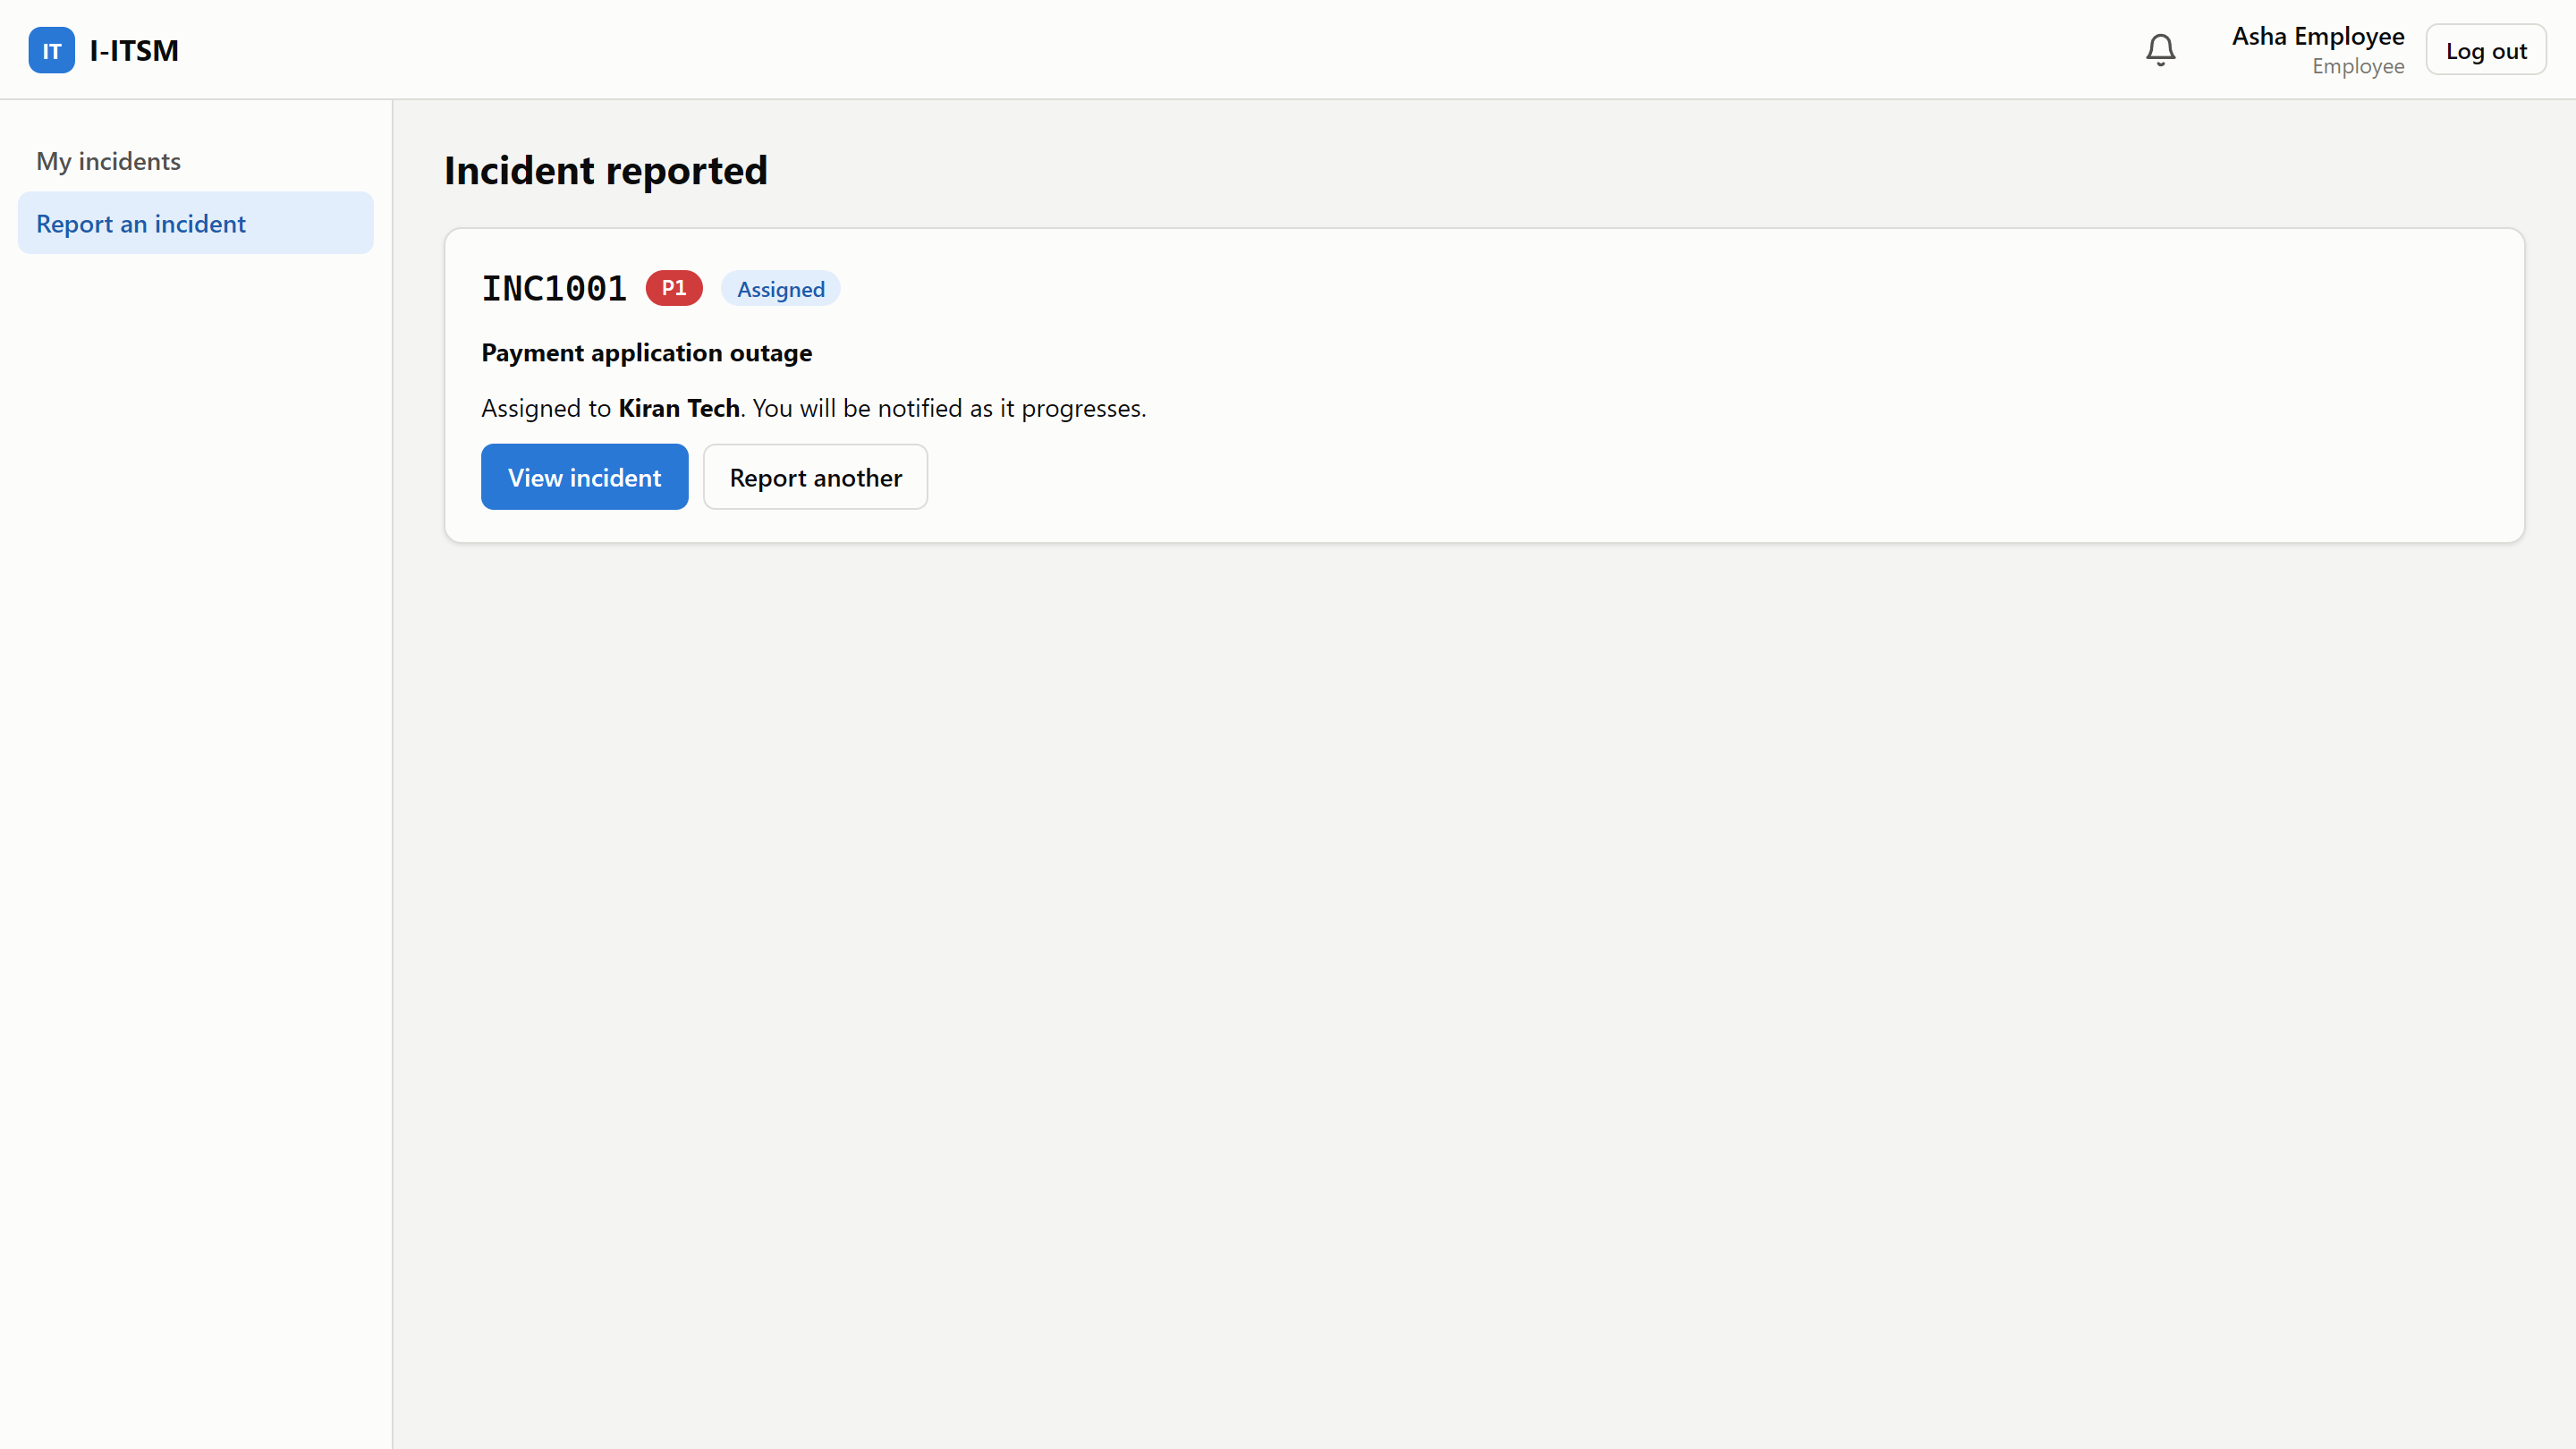 IT I-ITSM
Asha Employee
Employee
Log out
My incidents
Report an incident
Incident reported
INC1001 P1 Assigned
Payment application outage
Assigned to Kiran Tech. You will be notified as it progresses.
View incident Report another